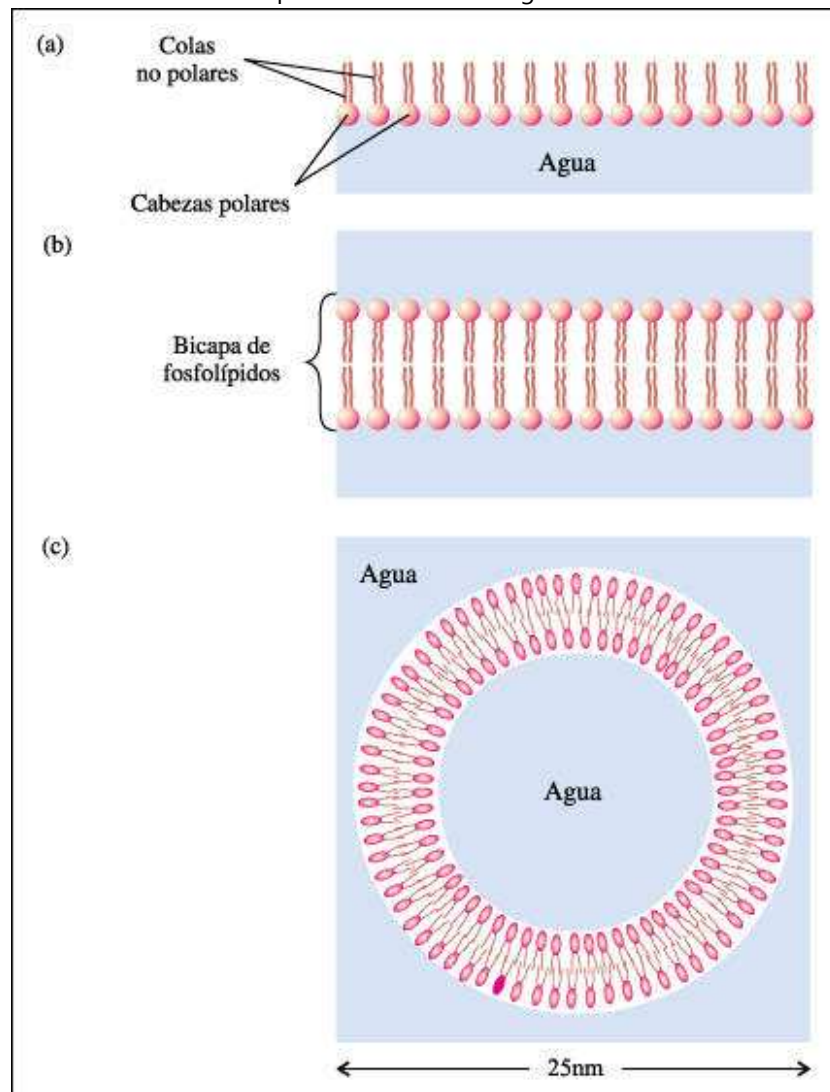 (a)
Colas
no polares
Agua
Cabezas polares
(b)
Bicapa de
fosfolípidos
(c)
Agua
Agua
25nm